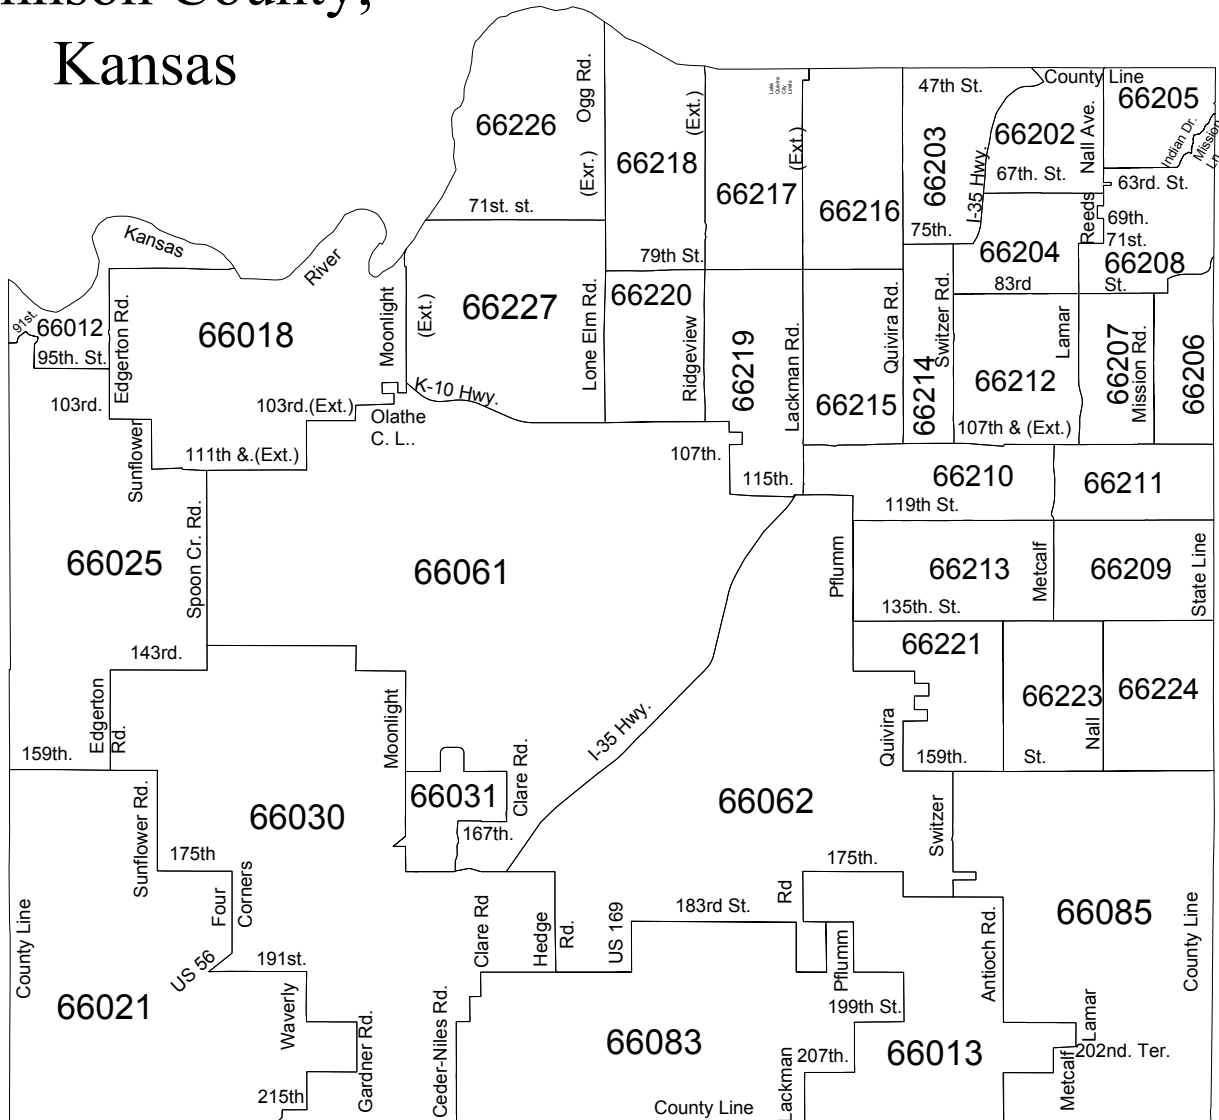 nnson County,
Kansas
47th St.
County Line
66205
66226
Ogg Rd.
(Exr.)
71st. st.
(Ext.)
66218
79th St.
Lake
Quivira
City
Limits
(Ext.)
66217
66216
66203
75th.
I-35 Hwy.
66202
67th. St.
Nall Ave.
Indian Dr.
Mission
Ln
63rd. St.
Reeds
69th.
71st.
66204
83rd
66208
St.
Kansas
River
91st.
66012
95th. St.
Edgerton Rd.
66018
Moonlight
(Ext.)
66227
Lone Elm Rd.
66220
Ridgeview
66219
Lackman Rd.
Quivira Rd.
66215
Switzer Rd.
66214
66212
Lamar
107th & (Ext.)
66207
Mission Rd.
66206
103rd.
103rd.(Ext.)
Olathe
C. L..
K-10 Hwy.
Sunflower
111th &.(Ext.)
107th.
115th.
66210
119th St.
66211
66025
Spoon Cr. Rd.
66061
Pflumm
66213
135th. St.
Metcalf
66209
State Line
143rd.
66221
66223
Nall
66224
Edgerton
Rd.
159th.
Moonlight
I-35 Hwy.
Quivira
159th.
St.
Sunflower Rd.
66030
66031
Clare Rd.
167th.
66062
Switzer
175th
Four
Corners
175th.
County Line
US 56
191st.
Clare Rd
Hedge
Rd.
US 169
183rd St.
Rd
Pflumm
Antioch Rd.
66085
County Line
66021
Waverly
Gardner Rd.
215th
Ceder-Niles Rd.
66083
County Line
Lackman
199th St.
207th.
66013
Lamar
202nd. Ter.
Metcalf